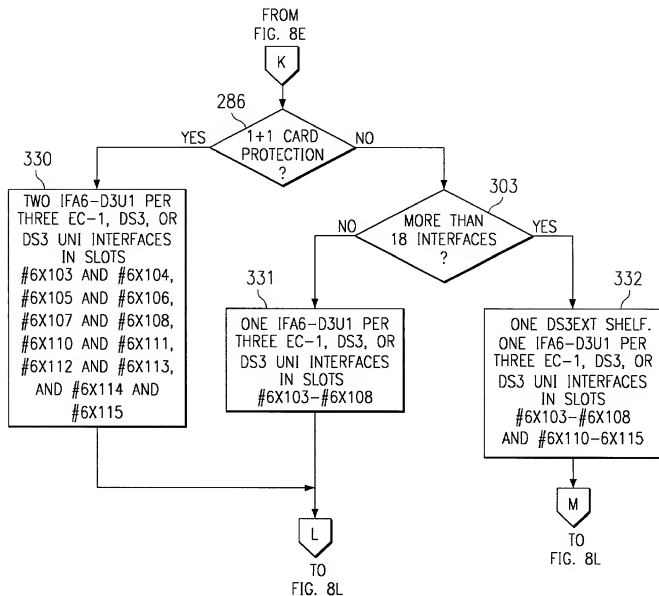 FROM
FIG. 8E
K
286
1+1 CARD
PROTECTION
?
YES
NO
330
TWO IFA6-D3U1 PER
THREE EC-1, DS3, OR
DS3 UNI INTERFACES
IN SLOTS
#6X103 AND #6X104,
#6X105 AND #6X106,
#6X107 AND #6X108,
#6X110 AND #6X111,
#6X112 AND #6X113,
AND #6X114 AND
#6X115
303
MORE THAN
18 INTERFACES
?
NO
YES
331
ONE IFA6-D3U1 PER
THREE EC-1, DS3, OR
DS3 UNI INTERFACES
IN SLOTS
#6X103-#6X108
332
ONE DS3EXT SHELF.
ONE IFA6-D3U1 PER
THREE EC-1, DS3, OR
DS3 UNI INTERFACES
IN SLOTS
#6X103-#6X108
AND #6X110-6X115
L
TO
FIG. 8L
M
TO
FIG. 8L